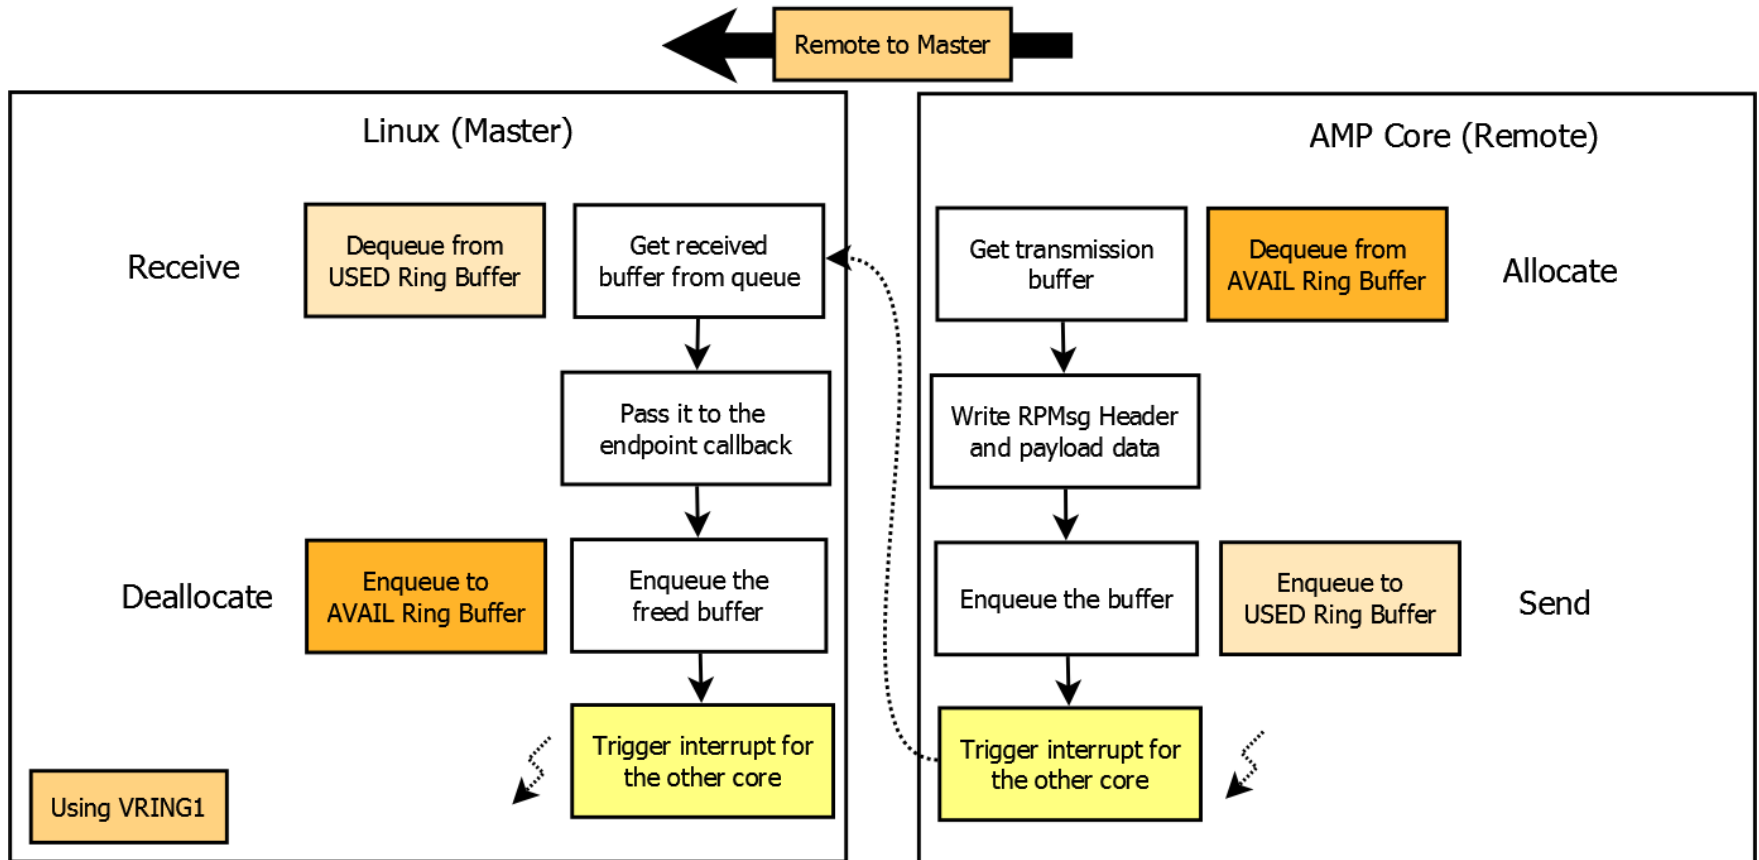 Remote to Master
Linux (Master)
Receive
Dequeue from
USED Ring Buffer
Get received
buffer from queue
Pass it to the
endpoint callback
Deallocate
Enqueue to
AVAIL Ring Buffer
Enqueue the
freed buffer
Trigger interrupt for
the other core
Using VRING1
AMP Core (Remote)
Get transmission
buffer
Dequeue from
AVAIL Ring Buffer
Allocate
Write RPMsg Header
and payload data
Enqueue the buffer
Enqueue to
USED Ring Buffer
Send
Trigger interrupt for
the other core